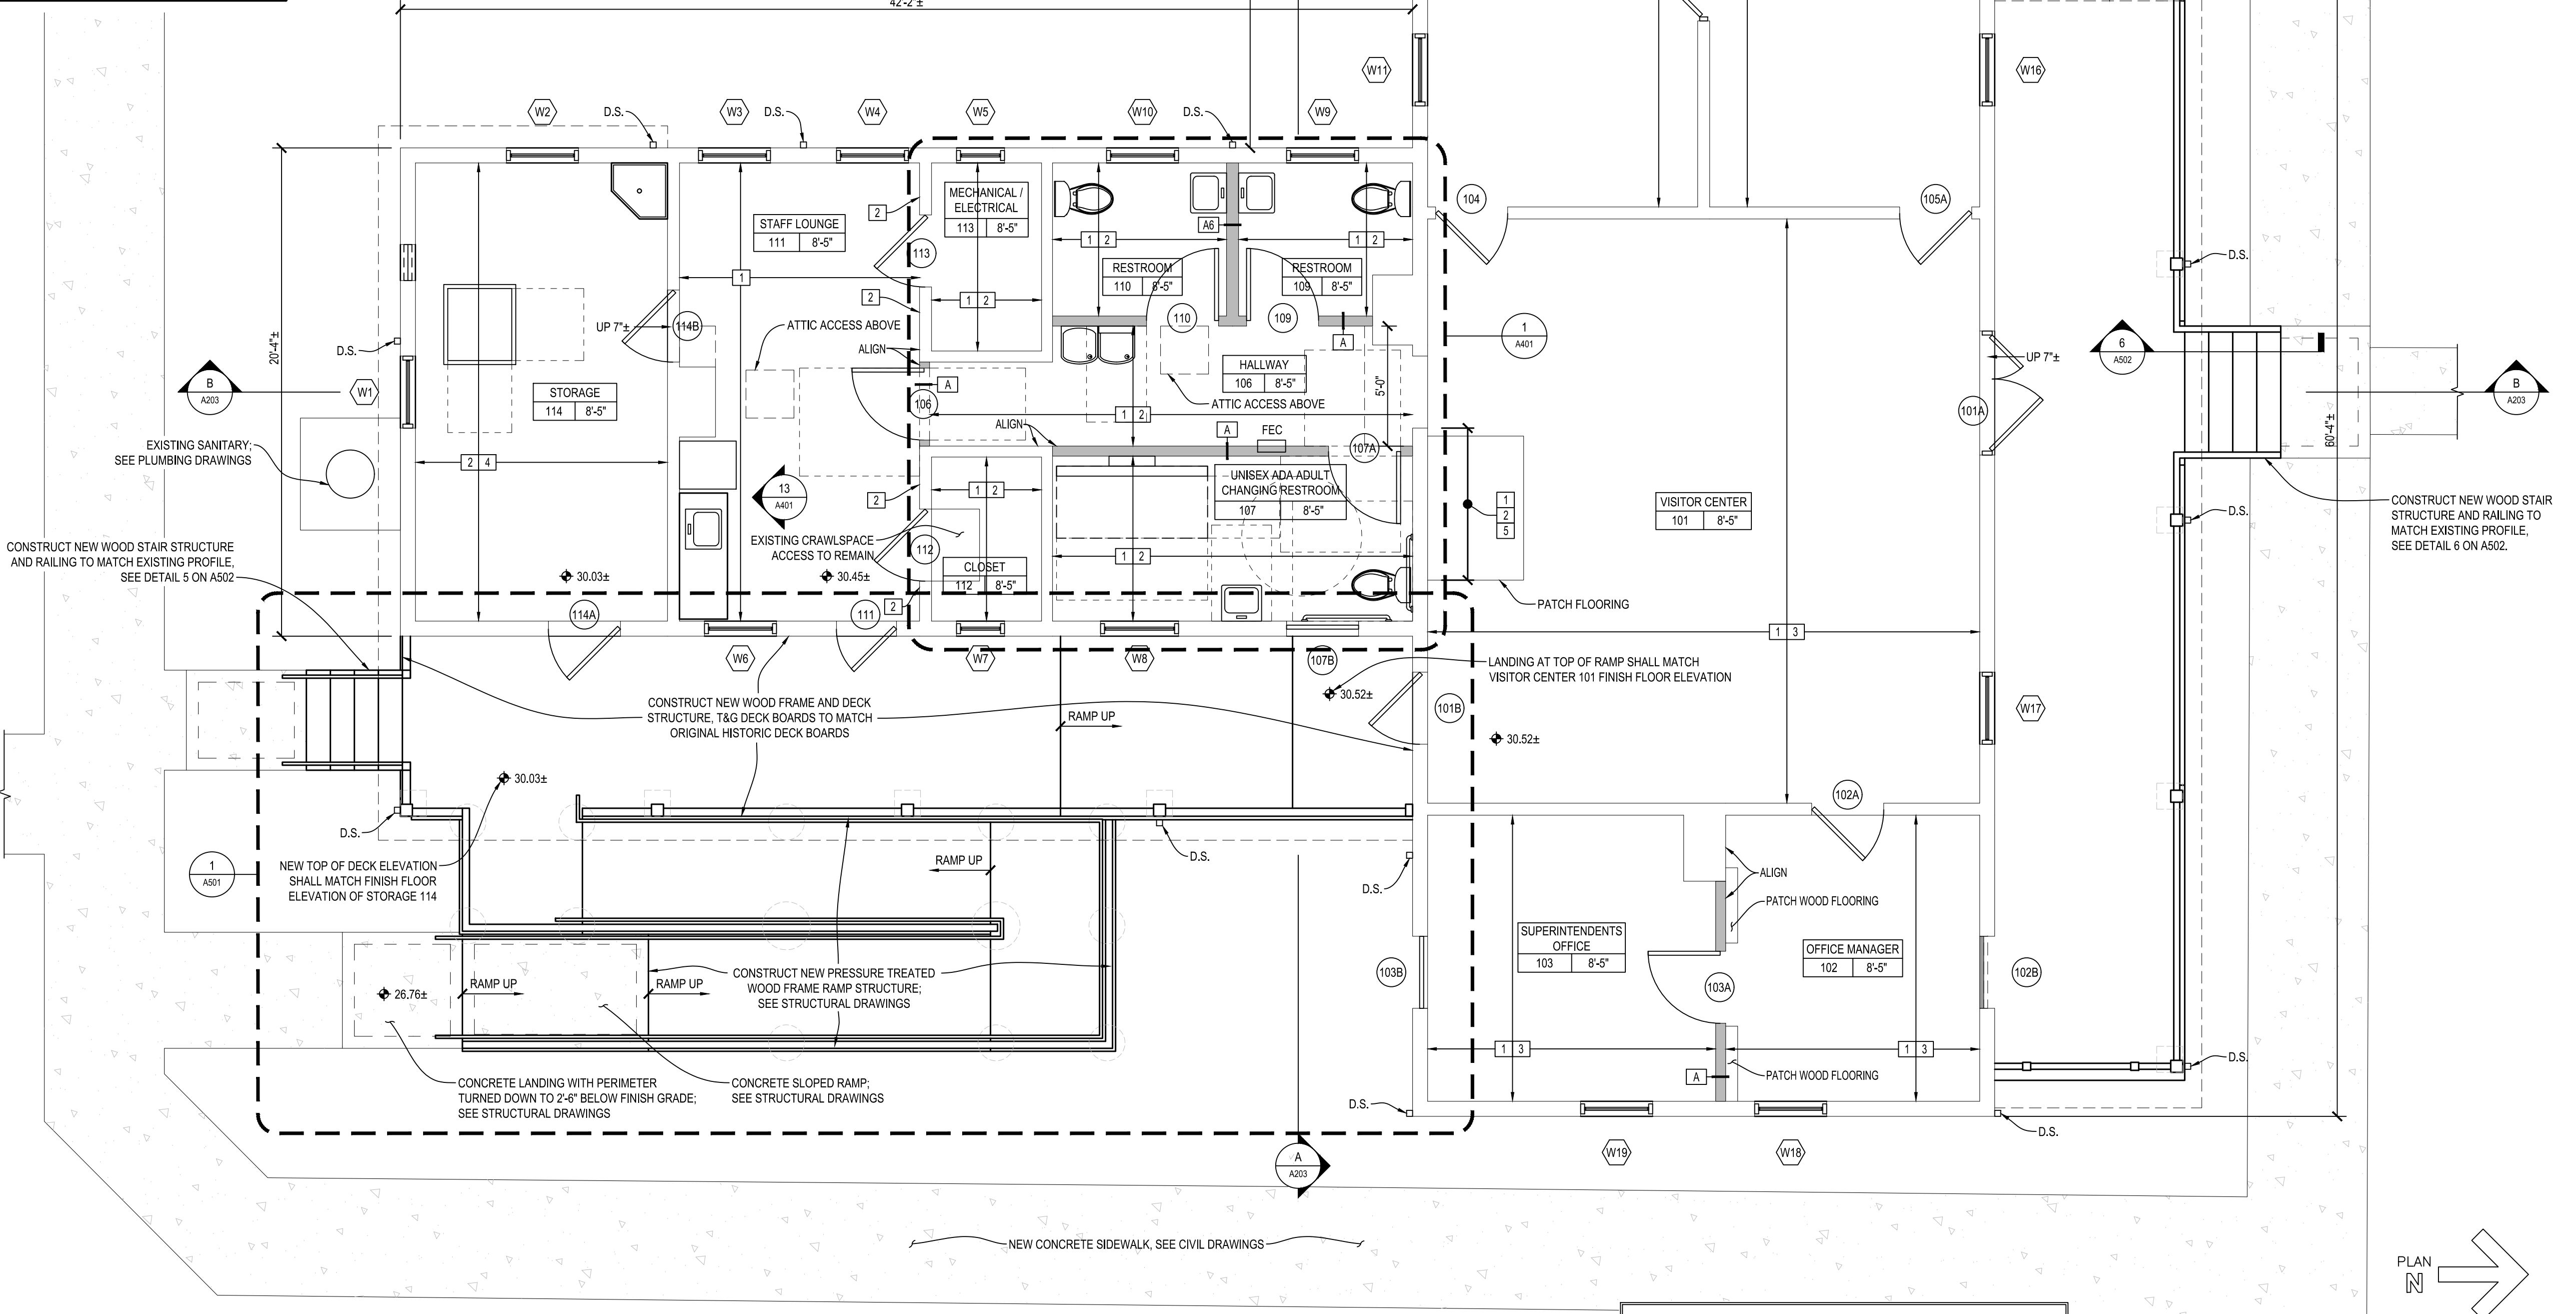 42'-2"±
W11
W16
W2
D.S.
W3
D.S.
W4
W5
W10
D.S.
W9
MECHANICAL /
ELECTRICAL
113 8'-5"
2
STAFF LOUNGE
111 8'-5"
A6
104
105A
1 2
1 2
113
D.S.
RESTROOM
110 8'-5"
RESTROOM
109 8'-5"
1
2
1 2
110
109
UP 7"±
114B
ATTIC ACCESS ABOVE
20'-4"±
D.S.
ALIGN
A
1
A401
6
A502
UP 7"±
HALLWAY
106 8'-5"
B
A203
W1
STORAGE
114 8'-5"
A
106
5'-0"
ATTIC ACCESS ABOVE
101A
B
A203
1 2
ALIGN
A
FEC
107A
60'-4"±
EXISTING SANITARY;
SEE PLUMBING DRAWINGS
2 4
13
A401
2
1 2
UNISEX ADA ADULT
CHANGING RESTROOM
107 8'-5"
1
2
5
VISITOR CENTER
101 8'-5"
D.S.
CONSTRUCT NEW WOOD STAIR
STRUCTURE AND RAILING TO
MATCH EXISTING PROFILE,
SEE DETAIL 6 ON A502.
EXISTING CRAWLSPACE
ACCESS TO REMAIN
112
1 2
CONSTRUCT NEW WOOD STAIR STRUCTURE
AND RAILING TO MATCH EXISTING PROFILE,
SEE DETAIL 5 ON A502
30.03±
30.45±
CLOSET
112 8'-5"
114A
111
2
PATCH FLOORING
1 3
W6
W7
W8
107B
LANDING AT TOP OF RAMP SHALL MATCH
VISITOR CENTER 101 FINISH FLOOR ELEVATION
30.52±
CONSTRUCT NEW WOOD FRAME AND DECK
STRUCTURE, T&G DECK BOARDS TO MATCH
ORIGINAL HISTORIC DECK BOARDS
RAMP UP
101B
W17
30.52±
30.03±
102A
D.S.
D.S.
1
A501
NEW TOP OF DECK ELEVATION
SHALL MATCH FINISH FLOOR
ELEVATION OF STORAGE 114
RAMP UP
D.S.
ALIGN
PATCH WOOD FLOORING
SUPERINTENDENTS
OFFICE
103 8'-5"
OFFICE MANAGER
102 8'-5"
26.76±
RAMP UP
RAMP UP
CONSTRUCT NEW PRESSURE TREATED
WOOD FRAME RAMP STRUCTURE;
SEE STRUCTURAL DRAWINGS
103B
103A
102B
1 3
1 3
D.S.
CONCRETE LANDING WITH PERIMETER
TURNED DOWN TO 2'-6" BELOW FINISH GRADE;
SEE STRUCTURAL DRAWINGS
CONCRETE SLOPED RAMP;
SEE STRUCTURAL DRAWINGS
A
PATCH WOOD FLOORING
D.S.
D.S.
A
A203
W19
W18
NEW CONCRETE SIDEWALK, SEE CIVIL DRAWINGS
PLAN
N